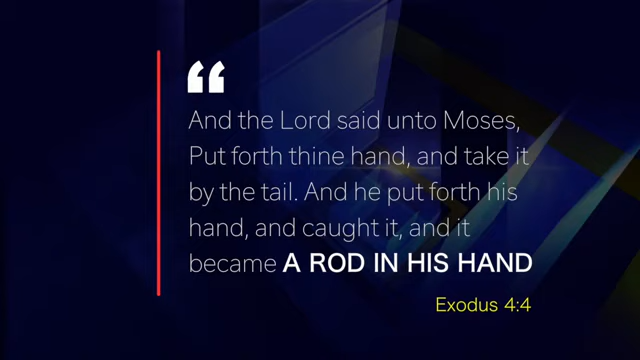 “
And the Lord said unto Moses,
Put forth thine hand, and take it
by the tail. And he put forth his
hand, and caught it, and it
became A ROD IN HIS HAND
Exodus 4:4